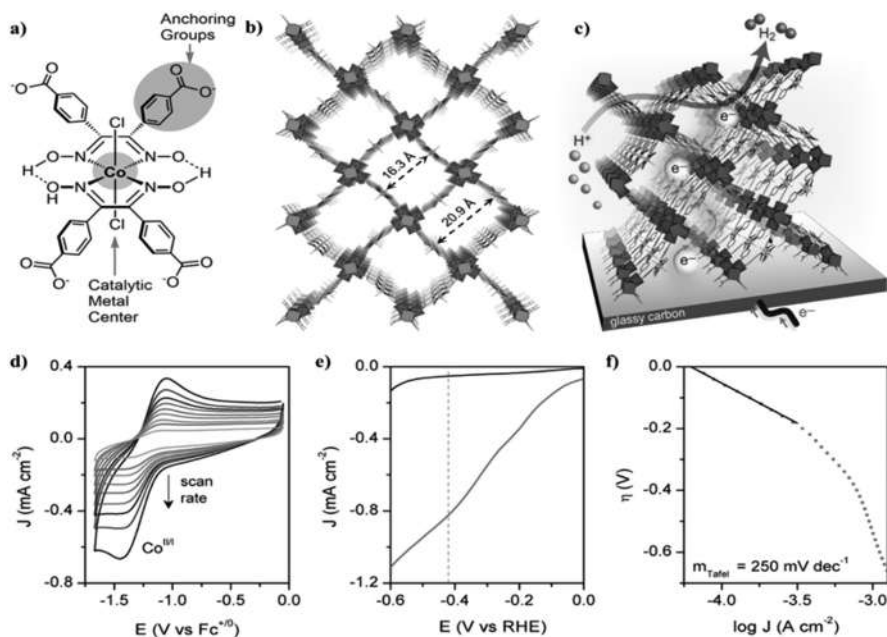 a)
Anchoring
Groups
O
O⁻
O
O⁻
Cl
H
O
N
N
O
H
Co
O
N
N
O
H
Cl
O
O⁻
O
O⁻
Catalytic
Metal
Center
b)
16.3 Å
20.9 Å
c)
H₂
H⁺
e⁻
e⁻
e⁻
glassy carbon
e⁻
d)
0.4
0.0
-0.4
-0.8
J (mA cm⁻²)
scan
rate
Co^II/I
-1.5
-1.0
-0.5
0.0
E (V vs Fc⁺/⁰)
e)
0.0
-0.4
-0.8
-1.2
J (mA cm⁻²)
-0.6
-0.4
-0.2
0.0
E (V vs RHE)
f)
0.0
-0.2
-0.4
-0.6
η (V)
m_Tafel = 250 mV dec⁻¹
-4.0
-3.5
-3.0
log J (A cm⁻²)